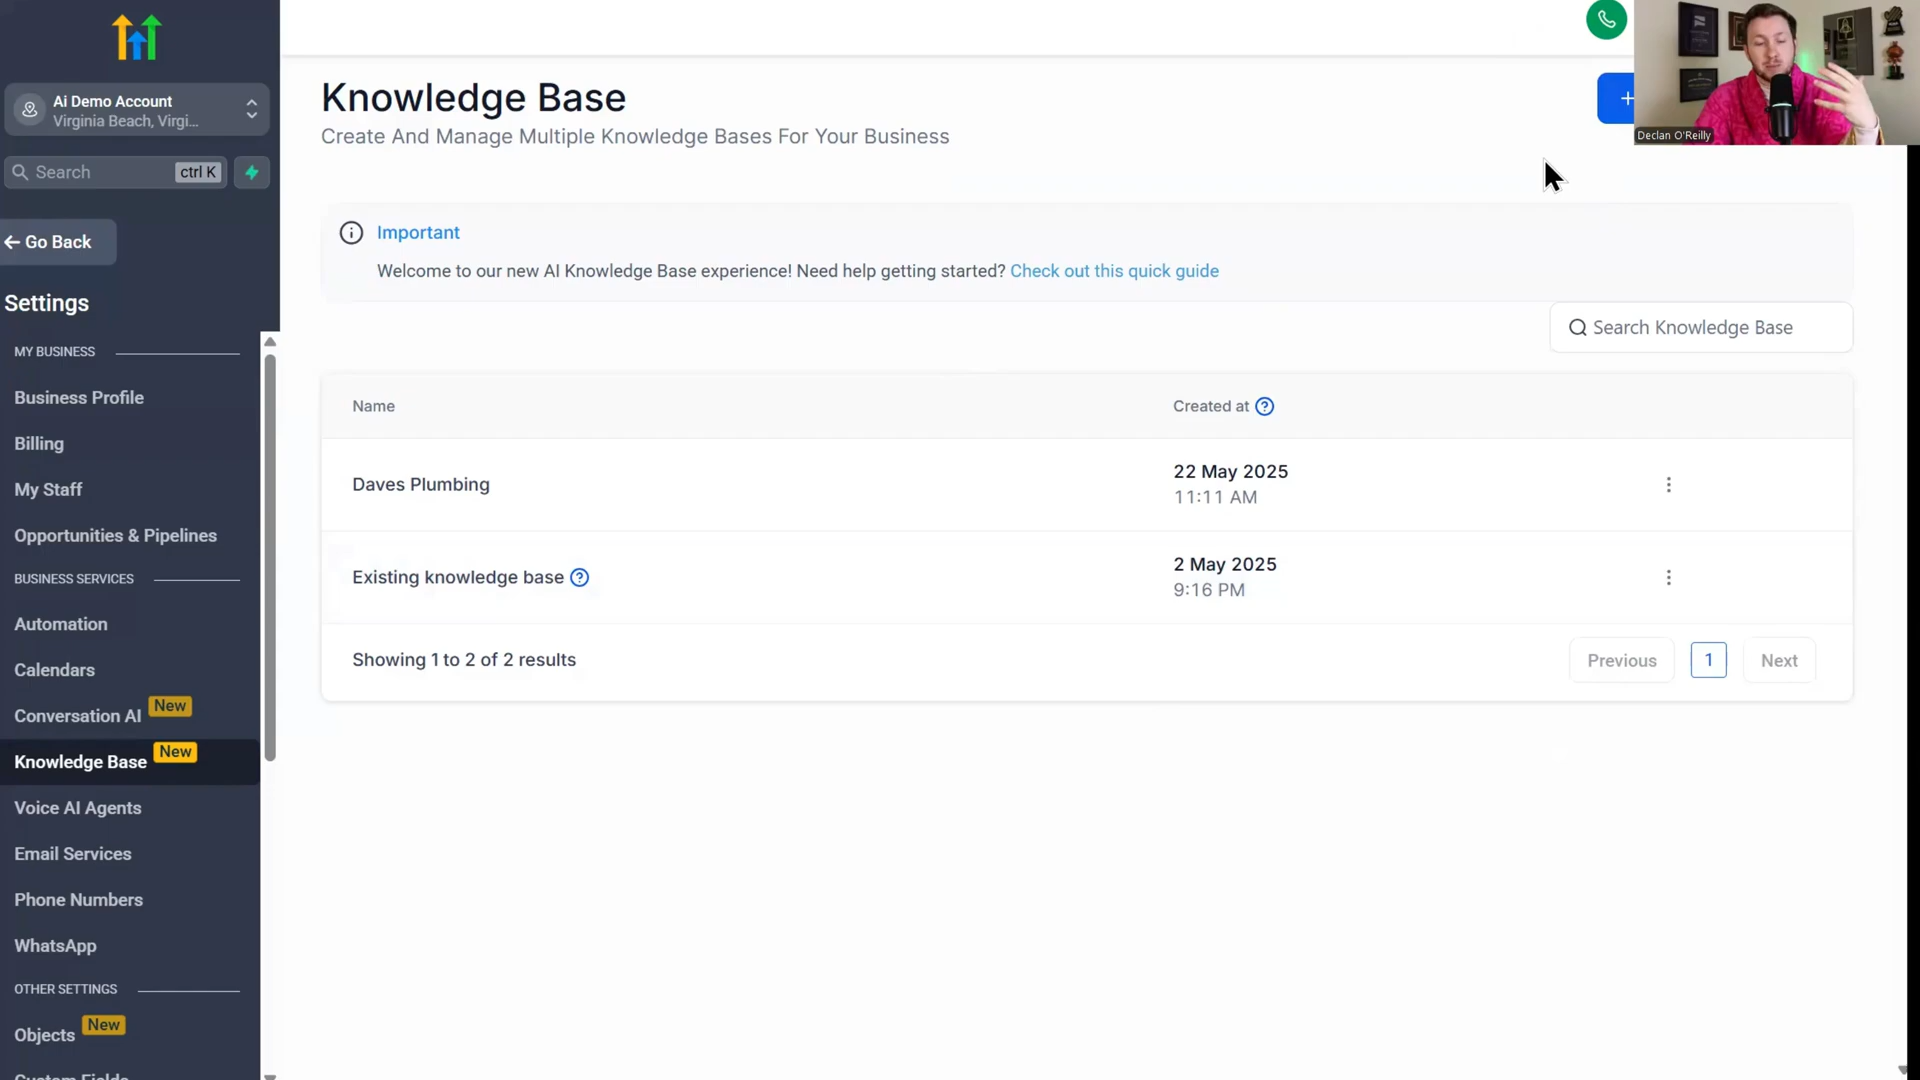 Ai Demo Account
Virginia Beach, Virgi...
Search ctrl K
Go Back
Settings
MY BUSINESS
Business Profile
Billing
My Staff
Opportunities & Pipelines
BUSINESS SERVICES
Automation
Calendars
Conversation AI New
Knowledge Base New
Voice AI Agents
Email Services
Phone Numbers
WhatsApp
OTHER SETTINGS
Objects New
Custom Fields
Knowledge Base
Create And Manage Multiple Knowledge Bases For Your Business
+
Declan O'Reilly
Important
Welcome to our new AI Knowledge Base experience! Need help getting started? Check out this quick guide
Search Knowledge Base
Name Created at
Daves Plumbing 22 May 2025
11:11 AM
Existing knowledge base 2 May 2025
9:16 PM
Showing 1 to 2 of 2 results Previous 1 Next